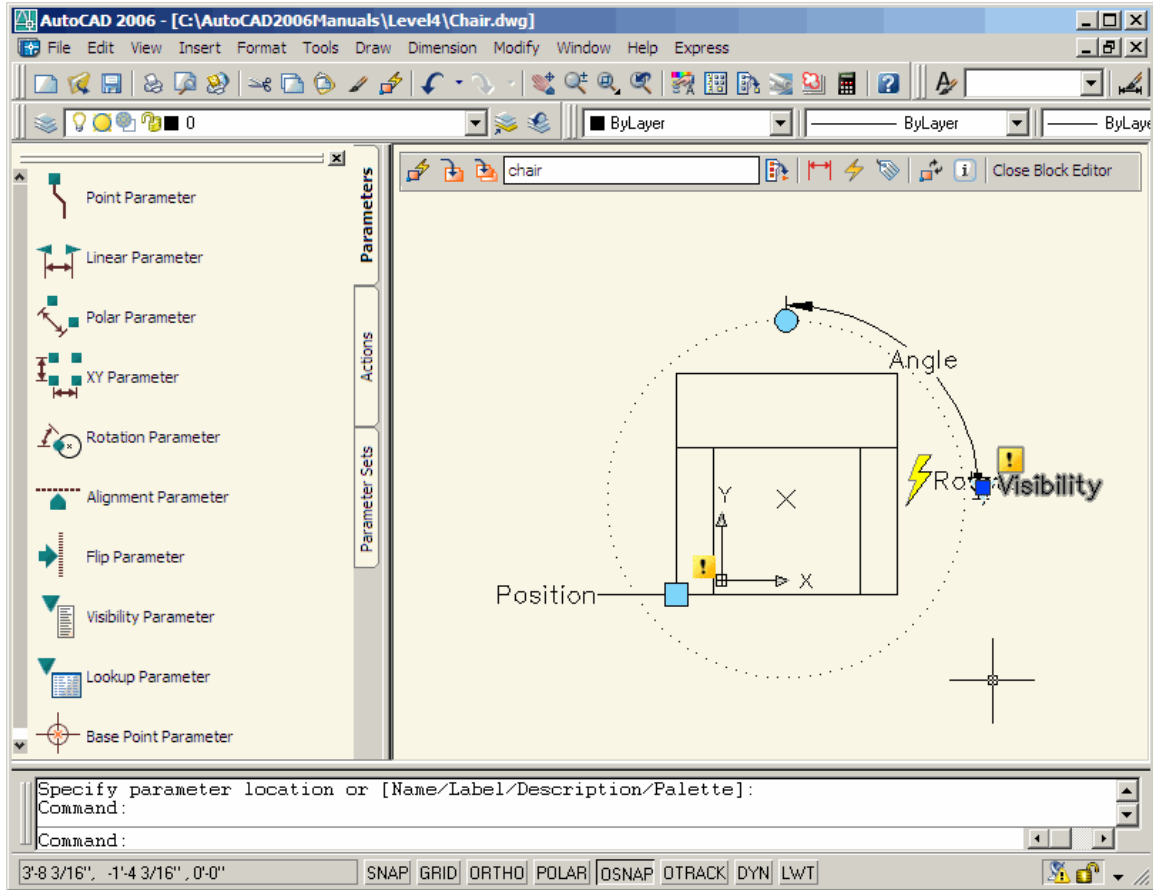 AutoCAD 2006 - [C:\AutoCAD2006Manuals\Level4\Chair.dwg]
File Edit View Insert Format Tools Draw Dimension Modify Window Help Express
0 ByLayer ByLayer ByLaye
chair Close Block Editor
Point Parameter
Linear Parameter
Polar Parameter
XY Parameter
Rotation Parameter
Alignment Parameter
Flip Parameter
Visibility Parameter
Lookup Parameter
Base Point Parameter
Parameters
Actions
Parameter Sets
Angle
Visibility
Y
X
Position
Specify parameter location or [Name/Label/Description/Palette]:
Command:
Command:
3'-8 3/16", -1'-4 3/16" , 0'-0" SNAP GRID ORTHO POLAR OSNAP OTRACK DYN LWT